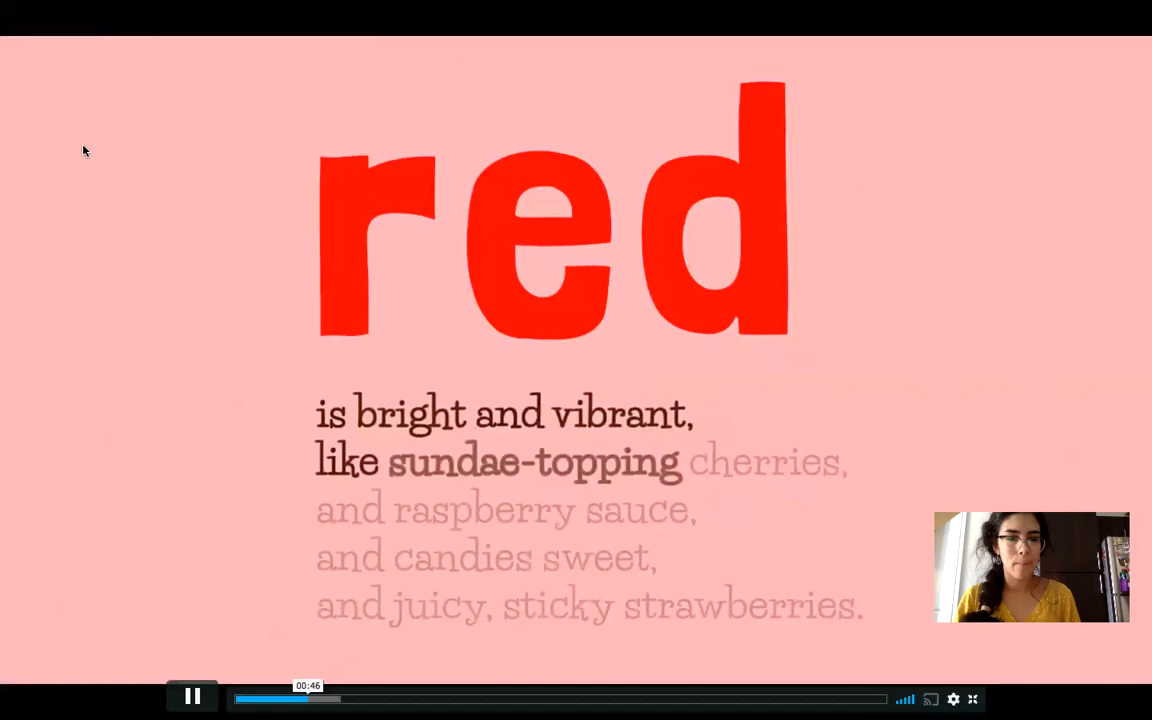 red
is bright and vibrant,
like sundae-topping cherries,
and raspberry sauce,
and candies sweet,
and juicy, sticky strawberries.
00:46